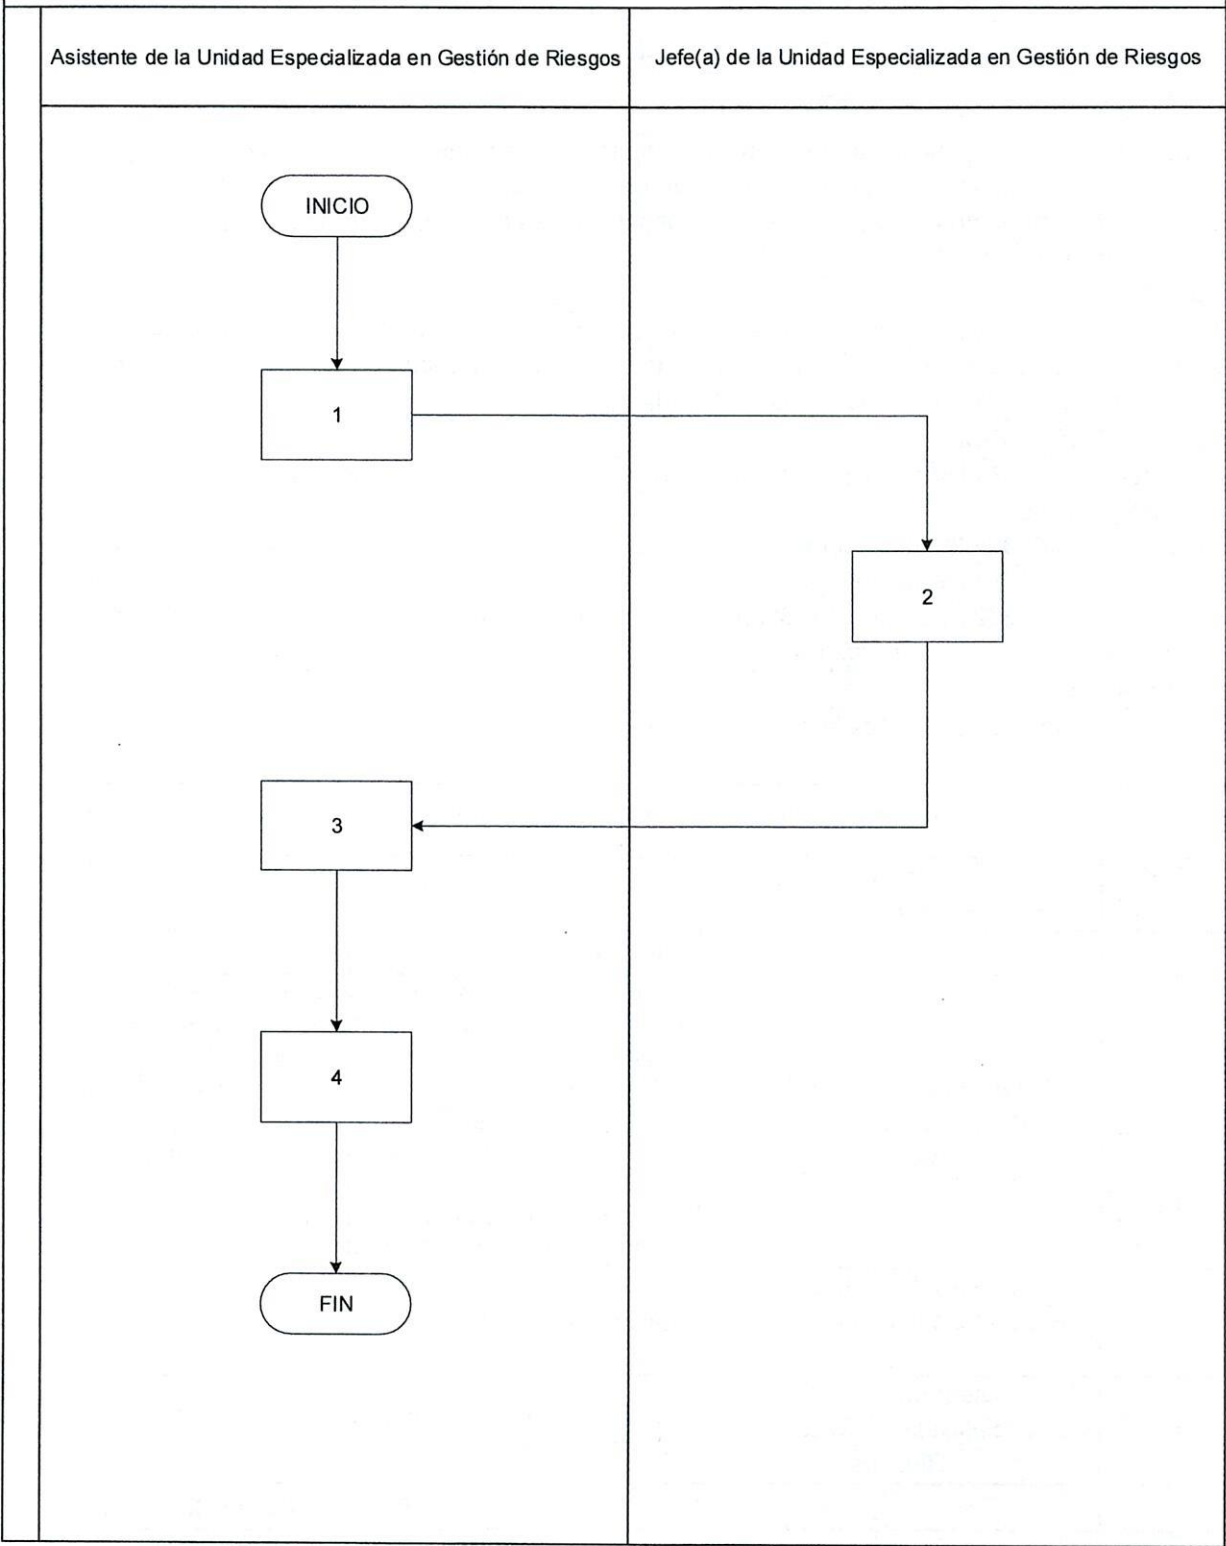 Asistente de la Unidad Especializada en Gestión de Riesgos
Jefe(a) de la Unidad Especializada en Gestión de Riesgos
INICIO
1
2
3
4
FIN